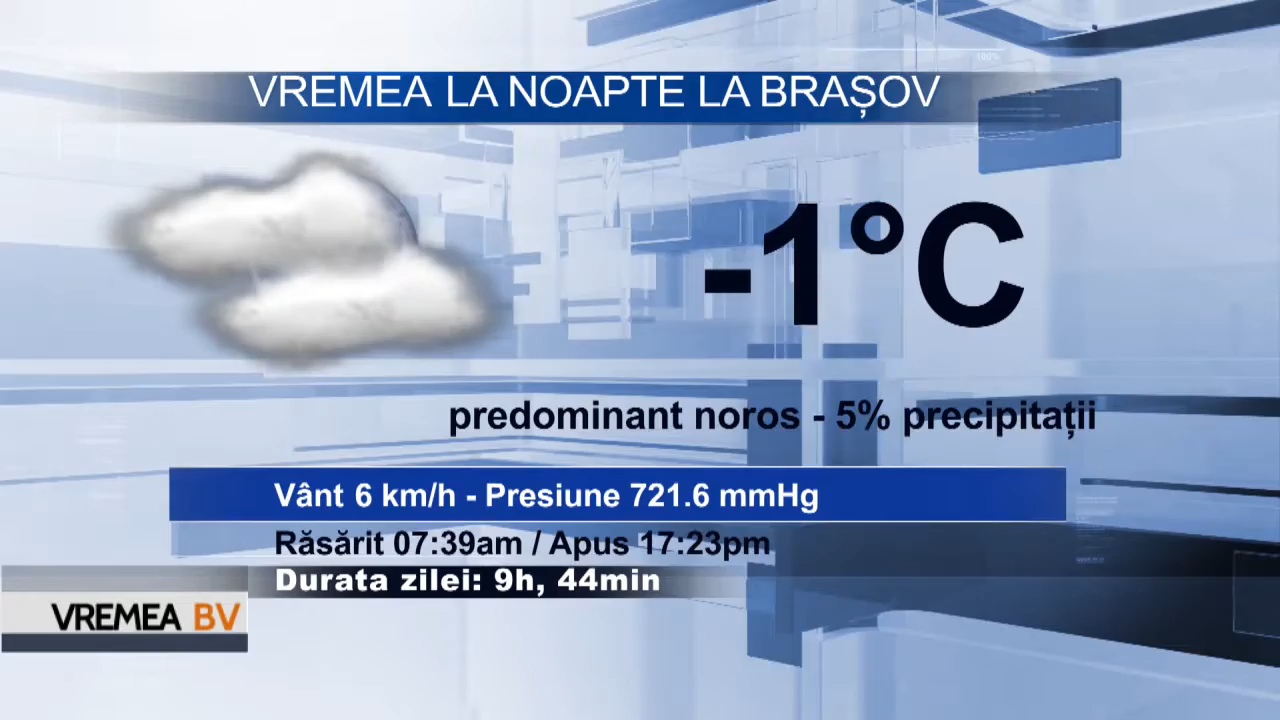 VREMEA LA NOAPTE LA BRAȘOV
-1°C
predominant noros - 5% precipitații
Vânt 6 km/h - Presiune 721.6 mmHg
Răsărit 07:39am / Apus 17:23pm
Durata zilei: 9h, 44min
VREMEA BV